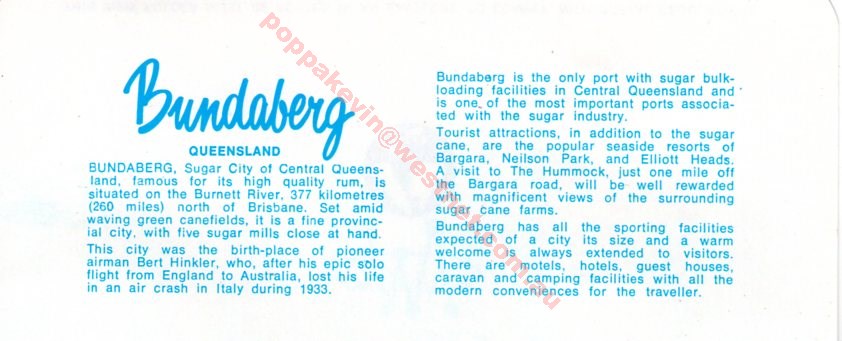 Bundaberg
QUEENSLAND
BUNDABERG, Sugar City of Central Queens-
land, famous for its high quality rum, is
situated on the Burnett River, 377 kilometres
(260 miles) north of Brisbane. Set amid
waving green canefields, it is a fine provinc-
ial city, with five sugar mills close at hand.
This city was the birth-place of pioneer
airman Bert Hinkler, who, after his epic solo
flight from England to Australia, lost his life
in an air crash in Italy during 1933.
Bundaberg is the only port with sugar bulk-
loading facilities in Central Queensland and
is one of the most important ports associa-
ted with the sugar industry.
Tourist attractions, in addition to the sugar
cane, are the popular seaside resorts of
Bargara, Neilson Park, and Elliott Heads.
A visit to The Hummock, just one mile off
the Bargara road, will be well rewarded
with magnificent views of the surrounding
sugar cane farms.
Bundaberg has all the sporting facilities
expected of a city its size and a warm
welcome is always extended to visitors.
There are motels, hotels, guest houses,
caravan and camping facilities with all the
modern conveniences for the traveller.
poppakevin@westnet.com.au